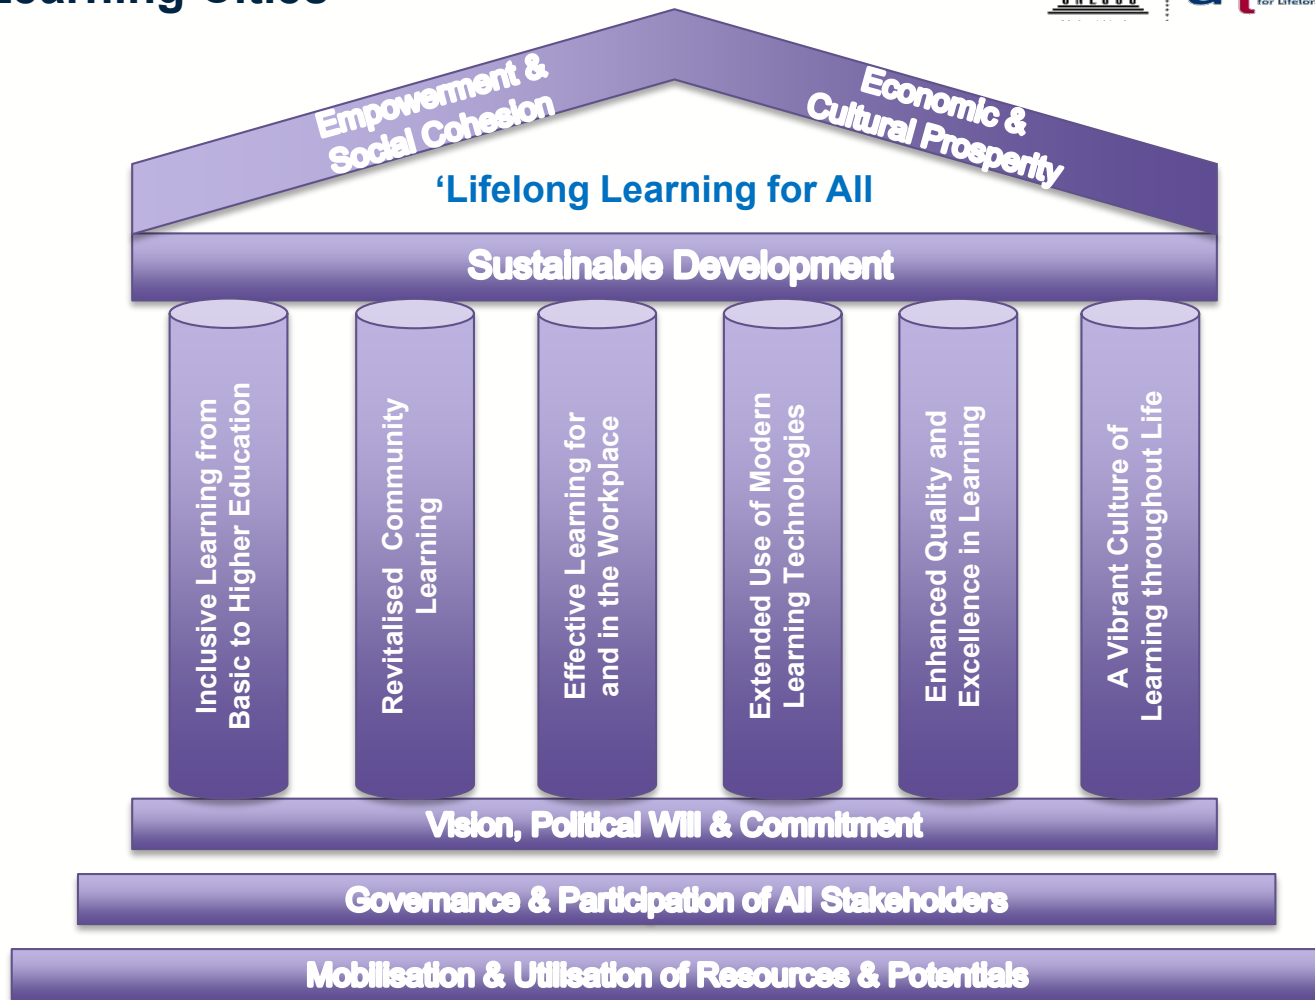 Learning Cities
UNESCO
for Lifelon
Empowerment &
Social Cohesion
Economic &
Cultural Prosperity
‘Lifelong Learning for All
Sustainable Development
Inclusive Learning from
Basic to Higher Education
Revitalised Community
Learning
Effective Learning for
and in the Workplace
Extended Use of Modern
Learning Technologies
Enhanced Quality and
Excellence in Learning
A Vibrant Culture of
Learning throughout Life
Vision, Political Will & Commitment
Governance & Participation of All Stakeholders
Mobilisation & Utilisation of Resources & Potentials